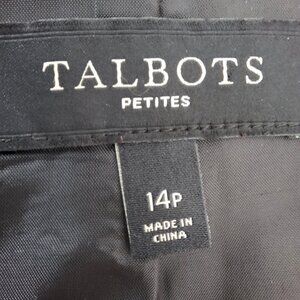 TALBOTS
PETITES
14P
MADE IN
CHINA